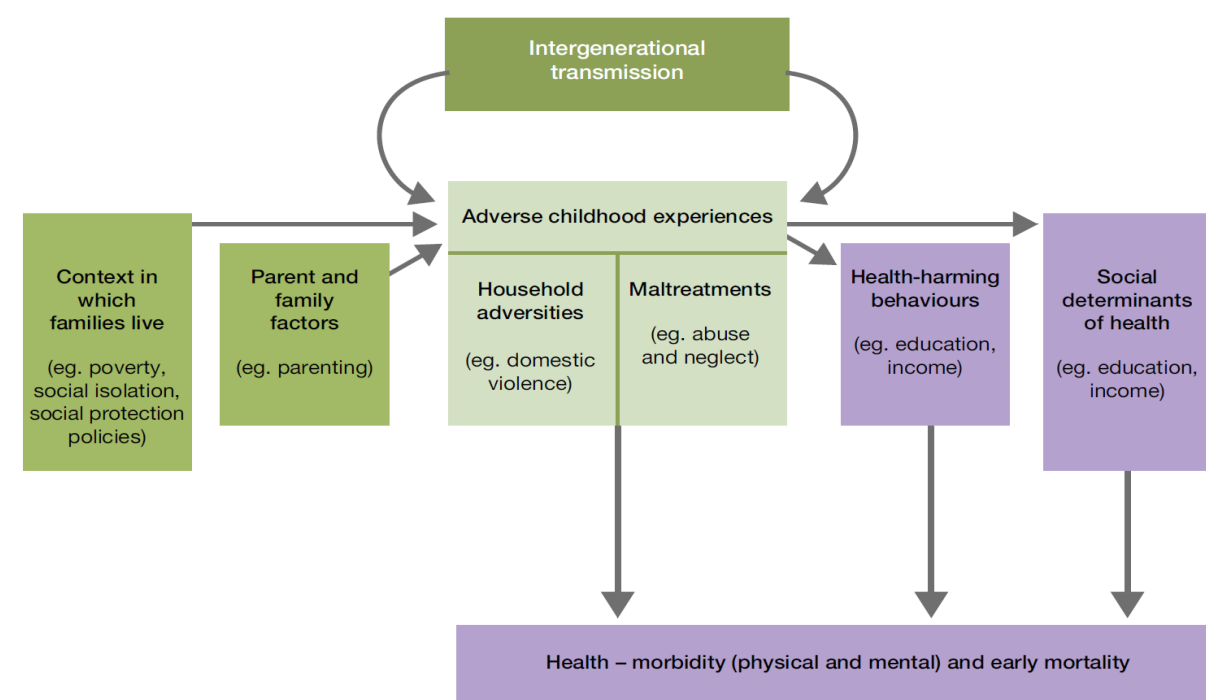 Intergenerational
transmission
Adverse childhood experiences
Context in
which
families live
(eg. poverty,
social isolation,
social protection
policies)
Parent and
family
factors
(eg. parenting)
Household
adversities
(eg. domestic
violence)
Maltreatments
(eg. abuse
and neglect)
Health-harming
behaviours
(eg. education,
income)
Social
determinants
of health
(eg. education,
income)
Health – morbidity (physical and mental) and early mortality